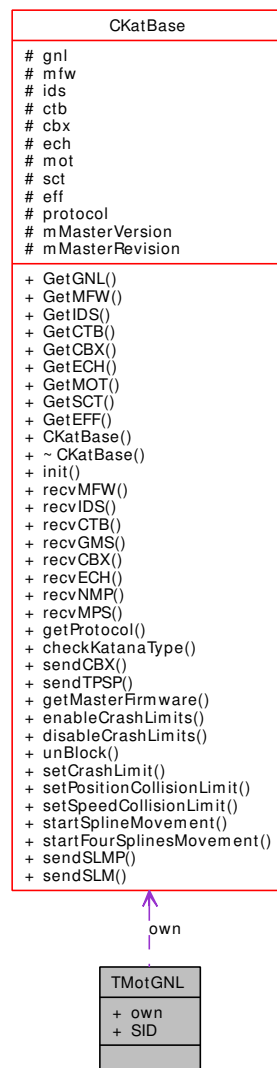 CKatBase
# gnl
# mfw
# ids
# ctb
# cbx
# ech
# mot
# sct
# eff
# protocol
# mMasterVersion
# mMasterRevision
+ GetGNL()
+ GetMFW()
+ GetIDS()
+ GetCTB()
+ GetCBX()
+ GetECH()
+ GetMOT()
+ GetSCT()
+ GetEFF()
+ CKatBase()
+ ~ CKatBase()
+ init()
+ recvMFW()
+ recvIDS()
+ recvCTB()
+ recvGMS()
+ recvCBX()
+ recvECH()
+ recvNMP()
+ recvMPS()
+ getProtocol()
+ checkKatanaType()
+ sendCBX()
+ sendTPSP()
+ getMasterFirmware()
+ enableCrashLimits()
+ disableCrashLimits()
+ unBlock()
+ setCrashLimit()
+ setPositionCollisionLimit()
+ setSpeedCollisionLimit()
+ startSplineMovement()
+ startFourSplinesMovement()
+ sendSLMP()
+ sendSLM()
own
TMotGNL
+ own
+ SID